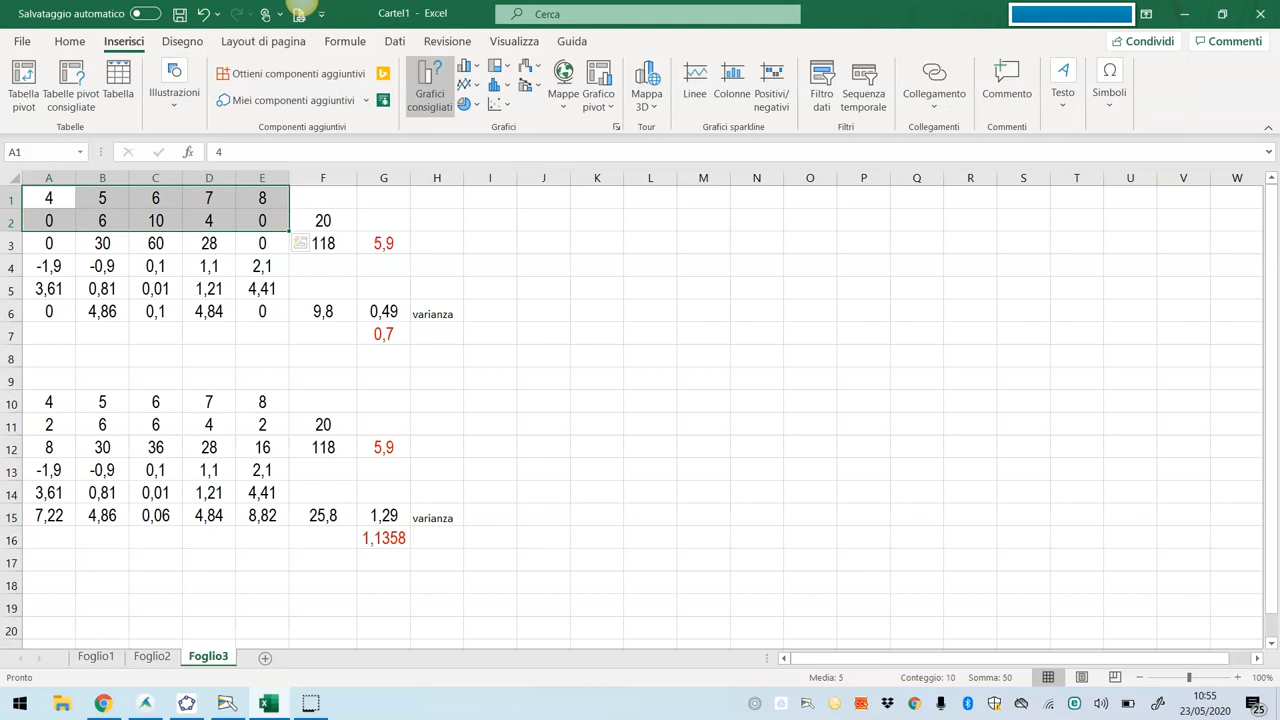 Salvataggio automatico Cartel1 - Excel Cerca
File Home Inserisci Disegno Layout di pagina Formule Dati Revisione Visualizza Guida Condividi Commenti
Tabella pivot Tabelle pivot consigliate Tabella Illustrazioni Ottieni componenti aggiuntivi Miei componenti aggiuntivi Grafici consigliati Mappe Grafico pivot Mappa 3D Linee Colonne Positivi/negativi Filtro dati Sequenza temporale Collegamento Commento Testo Simboli
Tabelle Componenti aggiuntivi Grafici Tour Grafici sparkline Filtri Collegamenti Commenti
A1 fx 4
A B C D E F G H I J K L M N O P Q R S T U V W
1 4 5 6 7 8
2 0 6 10 4 0 20
3 0 30 60 28 0 118 5,9
4 -1,9 -0,9 0,1 1,1 2,1
5 3,61 0,81 0,01 1,21 4,41
6 0 4,86 0,1 4,84 0 9,8 0,49 varianza
7 0,7
8
9
10 4 5 6 7 8
11 2 6 6 4 2 20
12 8 30 36 28 16 118 5,9
13 -1,9 -0,9 0,1 1,1 2,1
14 3,61 0,81 0,01 1,21 4,41
15 7,22 4,86 0,06 4,84 8,82 25,8 1,29 varianza
16 1,1358
17
18
19
20
Foglio1 Foglio2 Foglio3
Pronto Media: 5 Conteggio: 10 Somma: 50 100%
10:55
23/05/2020 25